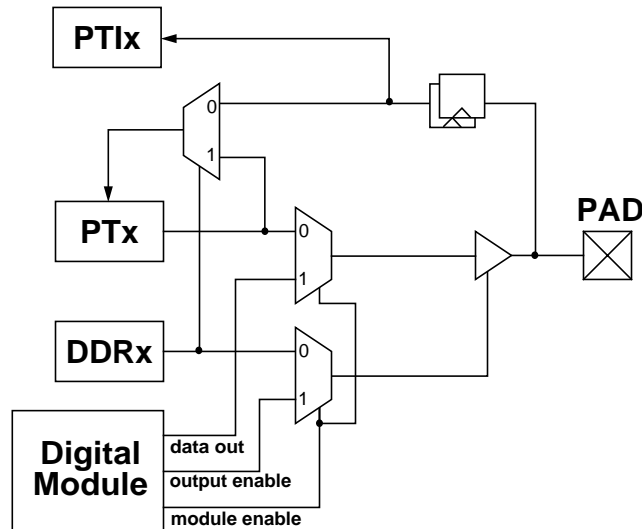 PTIx
0
1
PTx
PAD
0
1
DDRx
0
1
Digital
Module
data out
output enable
module enable